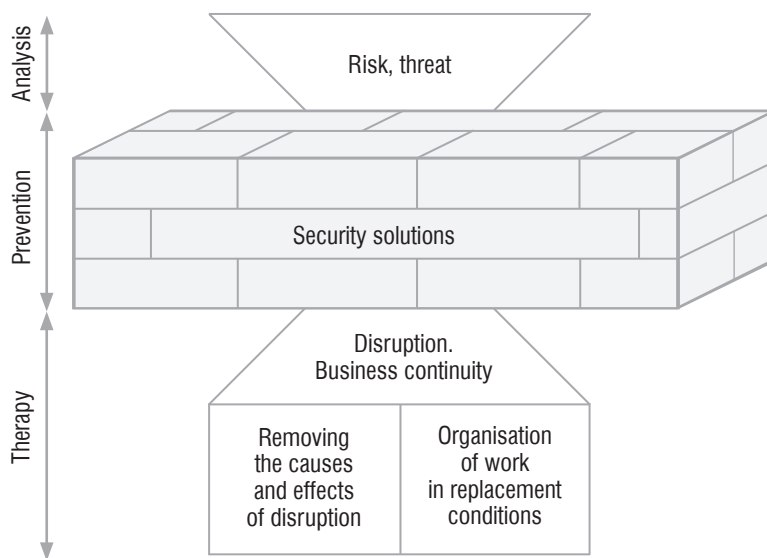 Analysis
Risk, threat
Prevention
Security solutions
Therapy
Disruption.
Business continuity
Removing
the causes
and effects
of disruption
Organisation
of work
in replacement
conditions